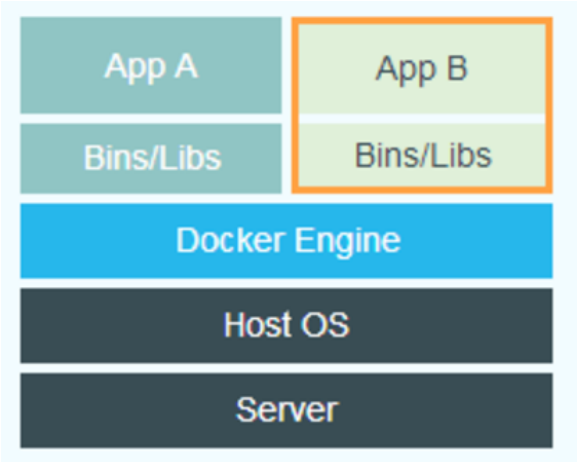 App A
App B
Bins/Libs
Bins/Libs
Docker Engine
Host OS
Server